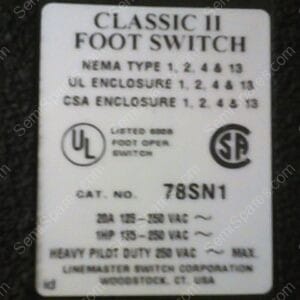 CLASSIC II
FOOT SWITCH
NEMA TYPE 1, 2, 4 & 13
UL ENCLOSURE 1, 2, 4 & 13
CSA ENCLOSURE 1, 2, 4 & 13
UL
LISTED
FOOT OPER.
SWITCH
SA
CAT. NO. 78SN1
20A 125-250 VAC ~
1HP 125-250 VAC ~
HEAVY PILOT DUTY 250 VAC ~ MAX.
LINEMASTER SWITCH CORPORATION
WOODSTOCK, CT. USA